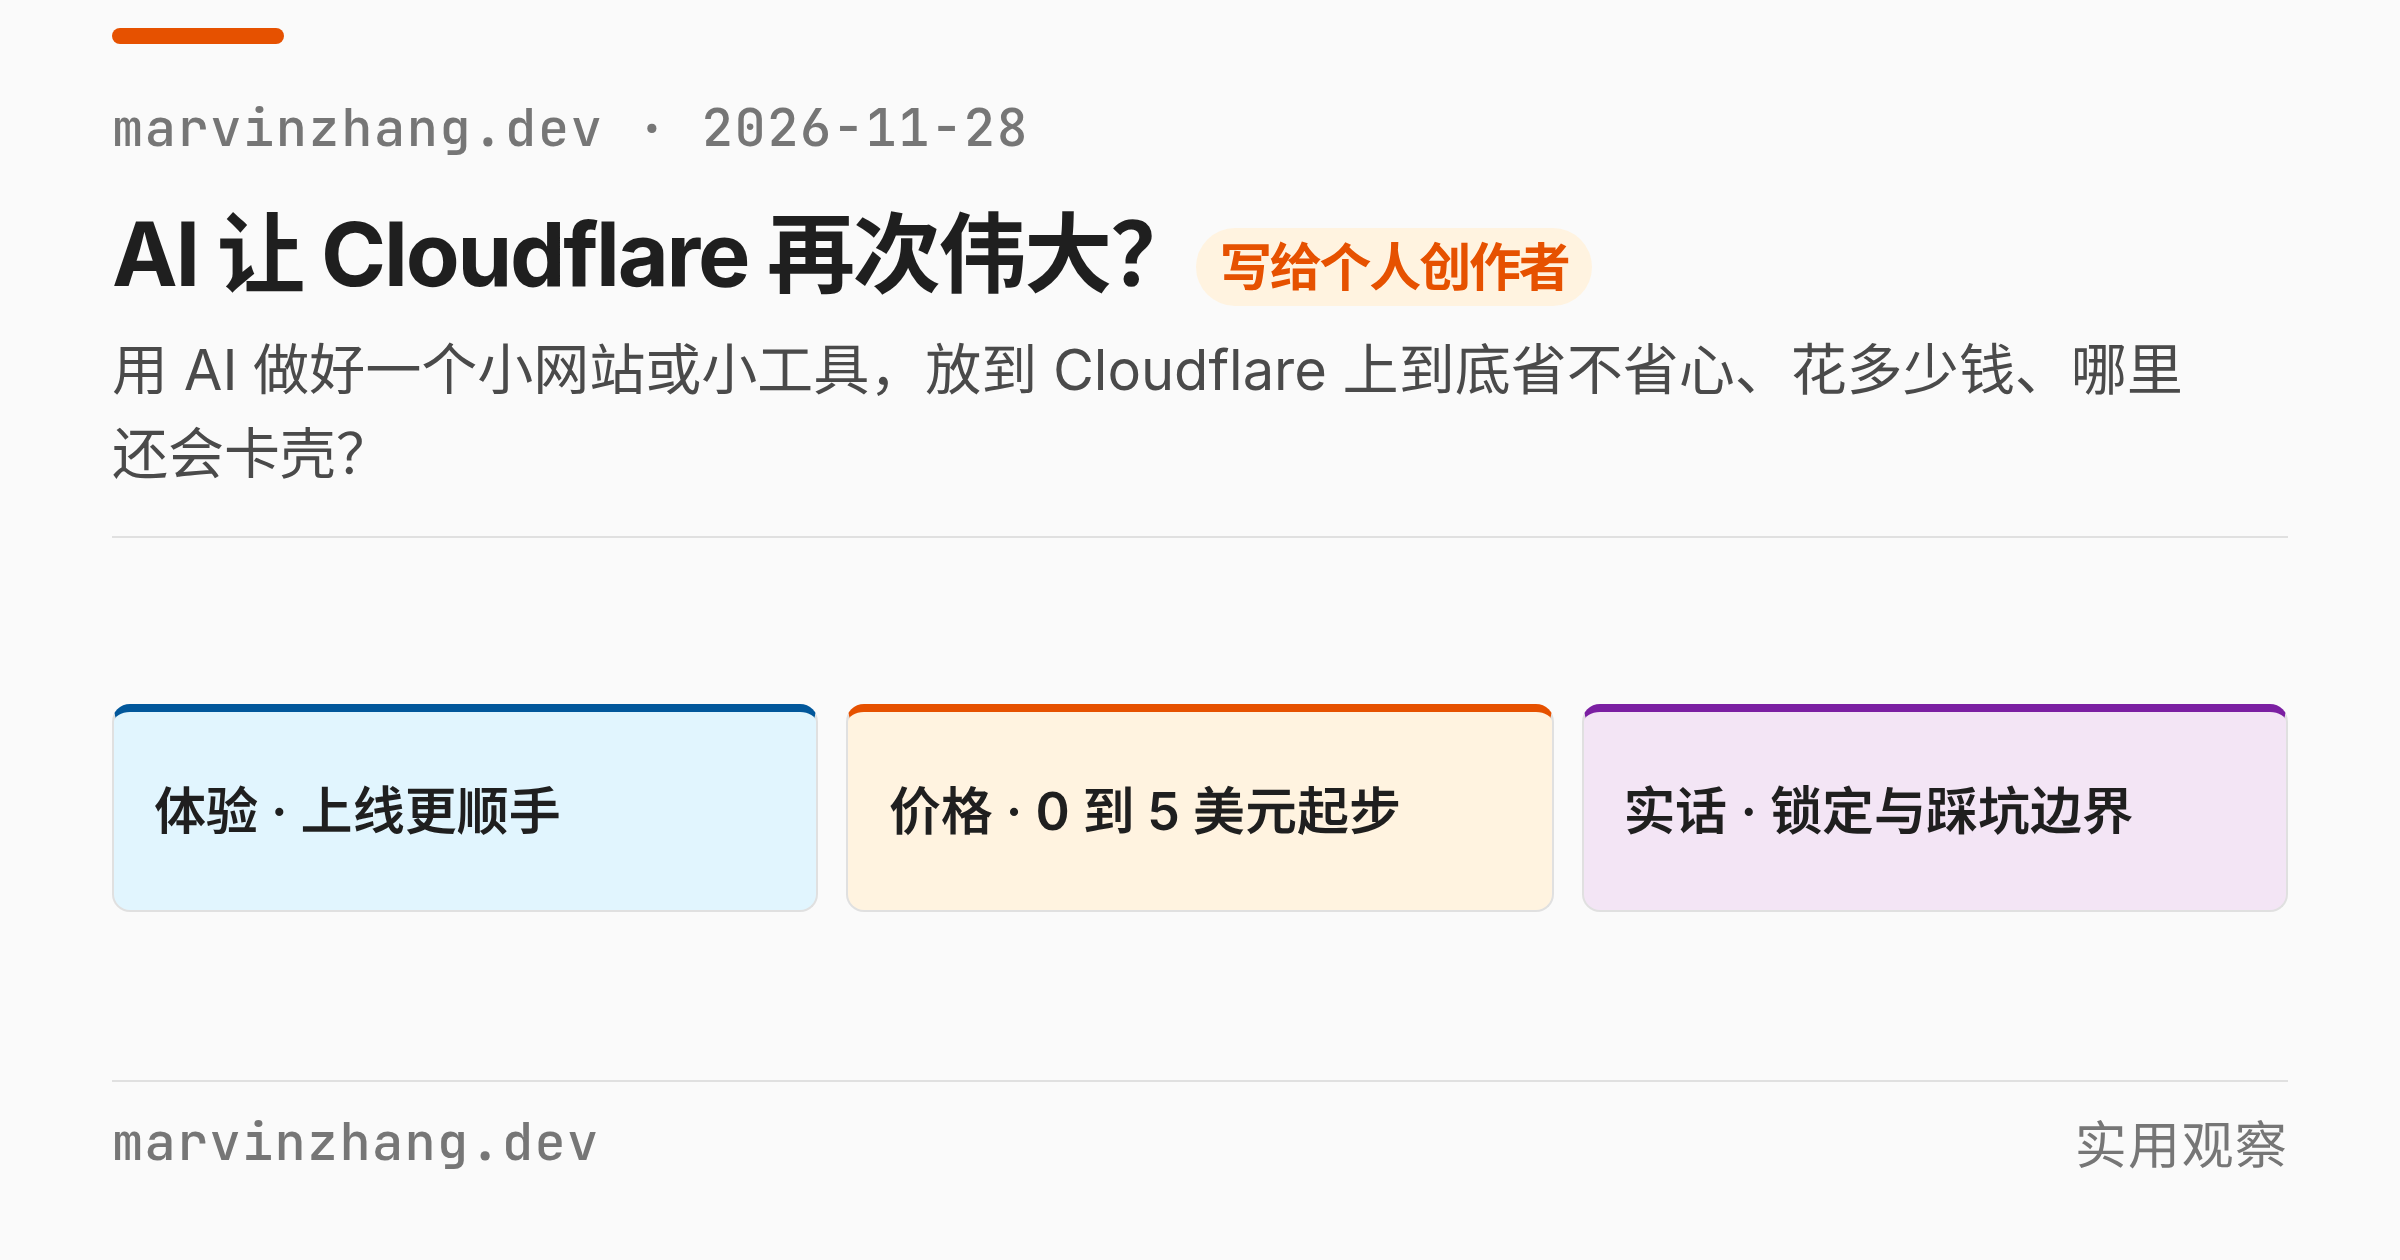 marvinzhang.dev · 2026-11-28
AI 让 Cloudflare 再次伟大？ 写给个人创作者
用 AI 做好一个小网站或小工具，放到 Cloudflare 上到底省不省心、花多少钱、哪里
还会卡壳？
体验 · 上线更顺手
价格 · 0 到 5 美元起步
实话 · 锁定与踩坑边界
marvinzhang.dev
实用观察